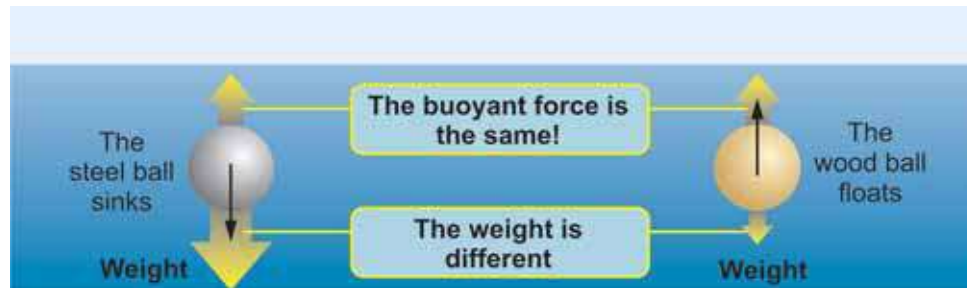 The buoyant force is
the same!
The
steel ball
sinks
The
wood ball
floats
The weight is
different
Weight
Weight